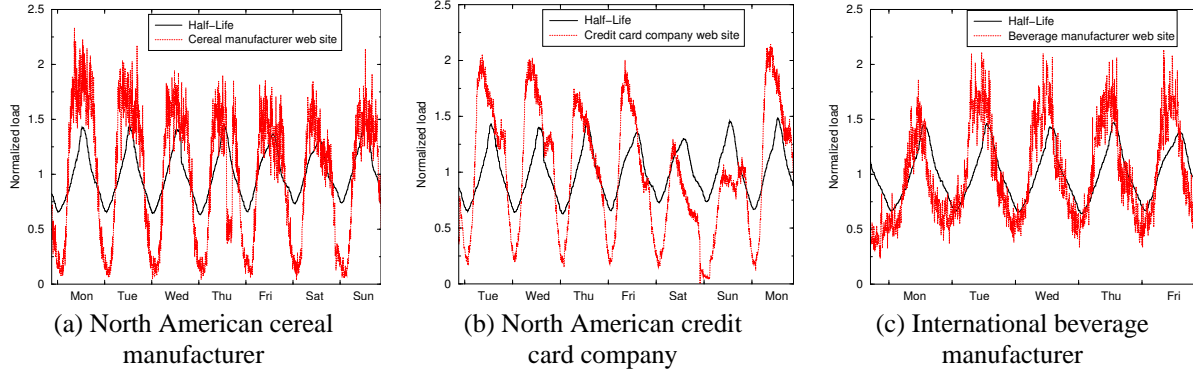 Normalized load
2.5
2
1.5
1
0.5
0
Half-Life
Cereal manufacturer web site
Mon Tue Wed Thu Fri Sat Sun
(a) North American cereal
manufacturer
Normalized load
2.5
2
1.5
1
0.5
0
Half-Life
Credit card company web site
Tue Wed Thu Fri Sat Sun Mon
(b) North American credit
card company
Normalized load
2.5
2
1.5
1
0.5
0
Half-Life
Beverage manufacturer web site
Mon Tue Wed Thu Fri
(c) International beverage
manufacturer